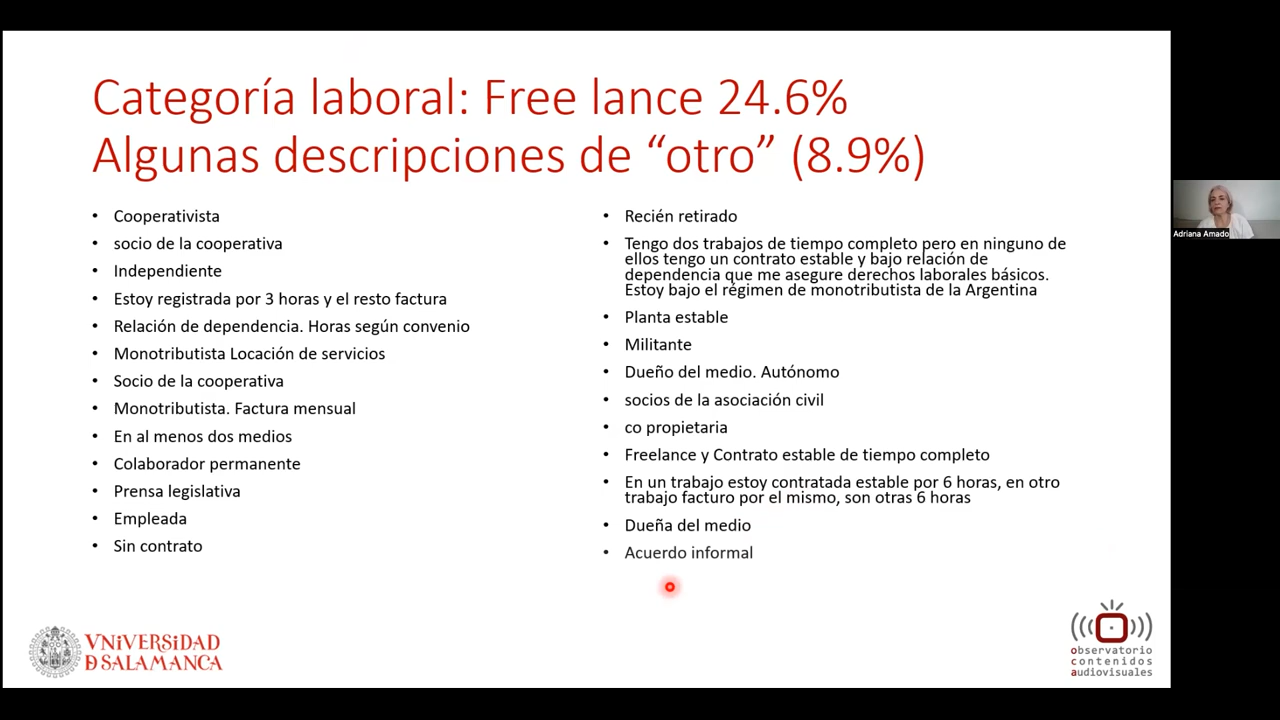 Categoría laboral: Free lance 24.6%
Algunas descripciones de “otro” (8.9%)
• Cooperativista
• socio de la cooperativa
• Independiente
• Estoy registrada por 3 horas y el resto factura
• Relación de dependencia. Horas según convenio
• Monotributista Locación de servicios
• Socio de la cooperativa
• Monotributista. Factura mensual
• En al menos dos medios
• Colaborador permanente
• Prensa legislativa
• Empleada
• Sin contrato
• Recién retirado
• Tengo dos trabajos de tiempo completo pero en ninguno de
ellos tengo un contrato estable y bajo relación de
dependencia que me asegure derechos laborales básicos.
Estoy bajo el régimen de monotributista de la Argentina
• Planta estable
• Militante
• Dueño del medio. Autónomo
• socios de la asociación civil
• co propietaria
• Freelance y Contrato estable de tiempo completo
• En un trabajo estoy contratada estable por 6 horas, en otro
trabajo facturo por el mismo, son otras 6 horas
• Dueña del medio
• Acuerdo informal
Adriana Amado
VNiVERSiDAD
D SALAMANCA
observatorio
contenidos
audiovisuales